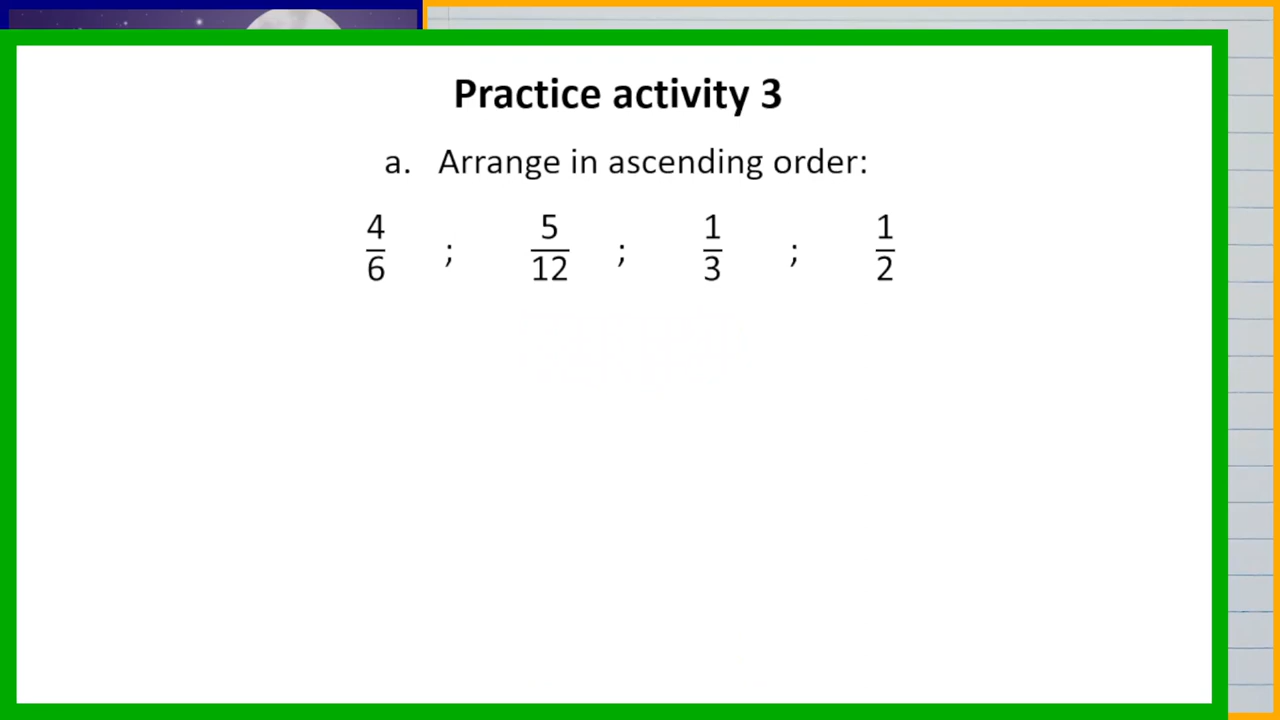 Practice activity 3
a. Arrange in ascending order:
4/6 ; 5/12 ; 1/3 ; 1/2